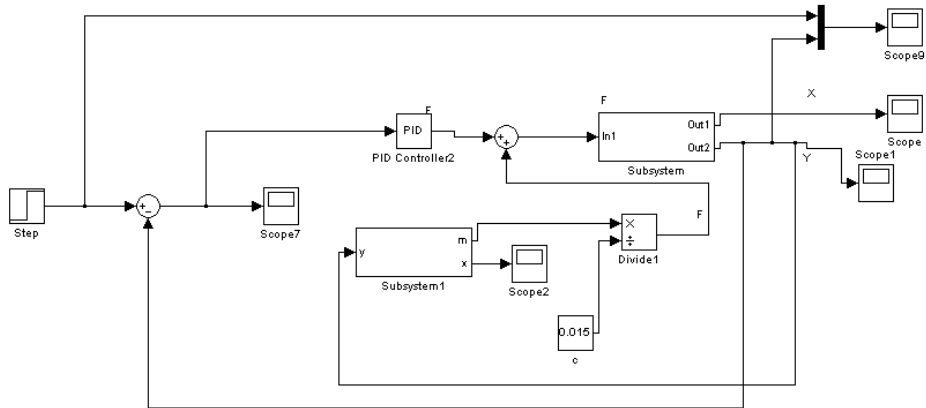 Scope9
X
F
F
PID
In1
Out1
Out2
PID Controller2
Subsystem
Scope
Y
Scope1
Step
Scope7
F
m
y
x
Divide1
Subsystem1
Scope2
0.015
c